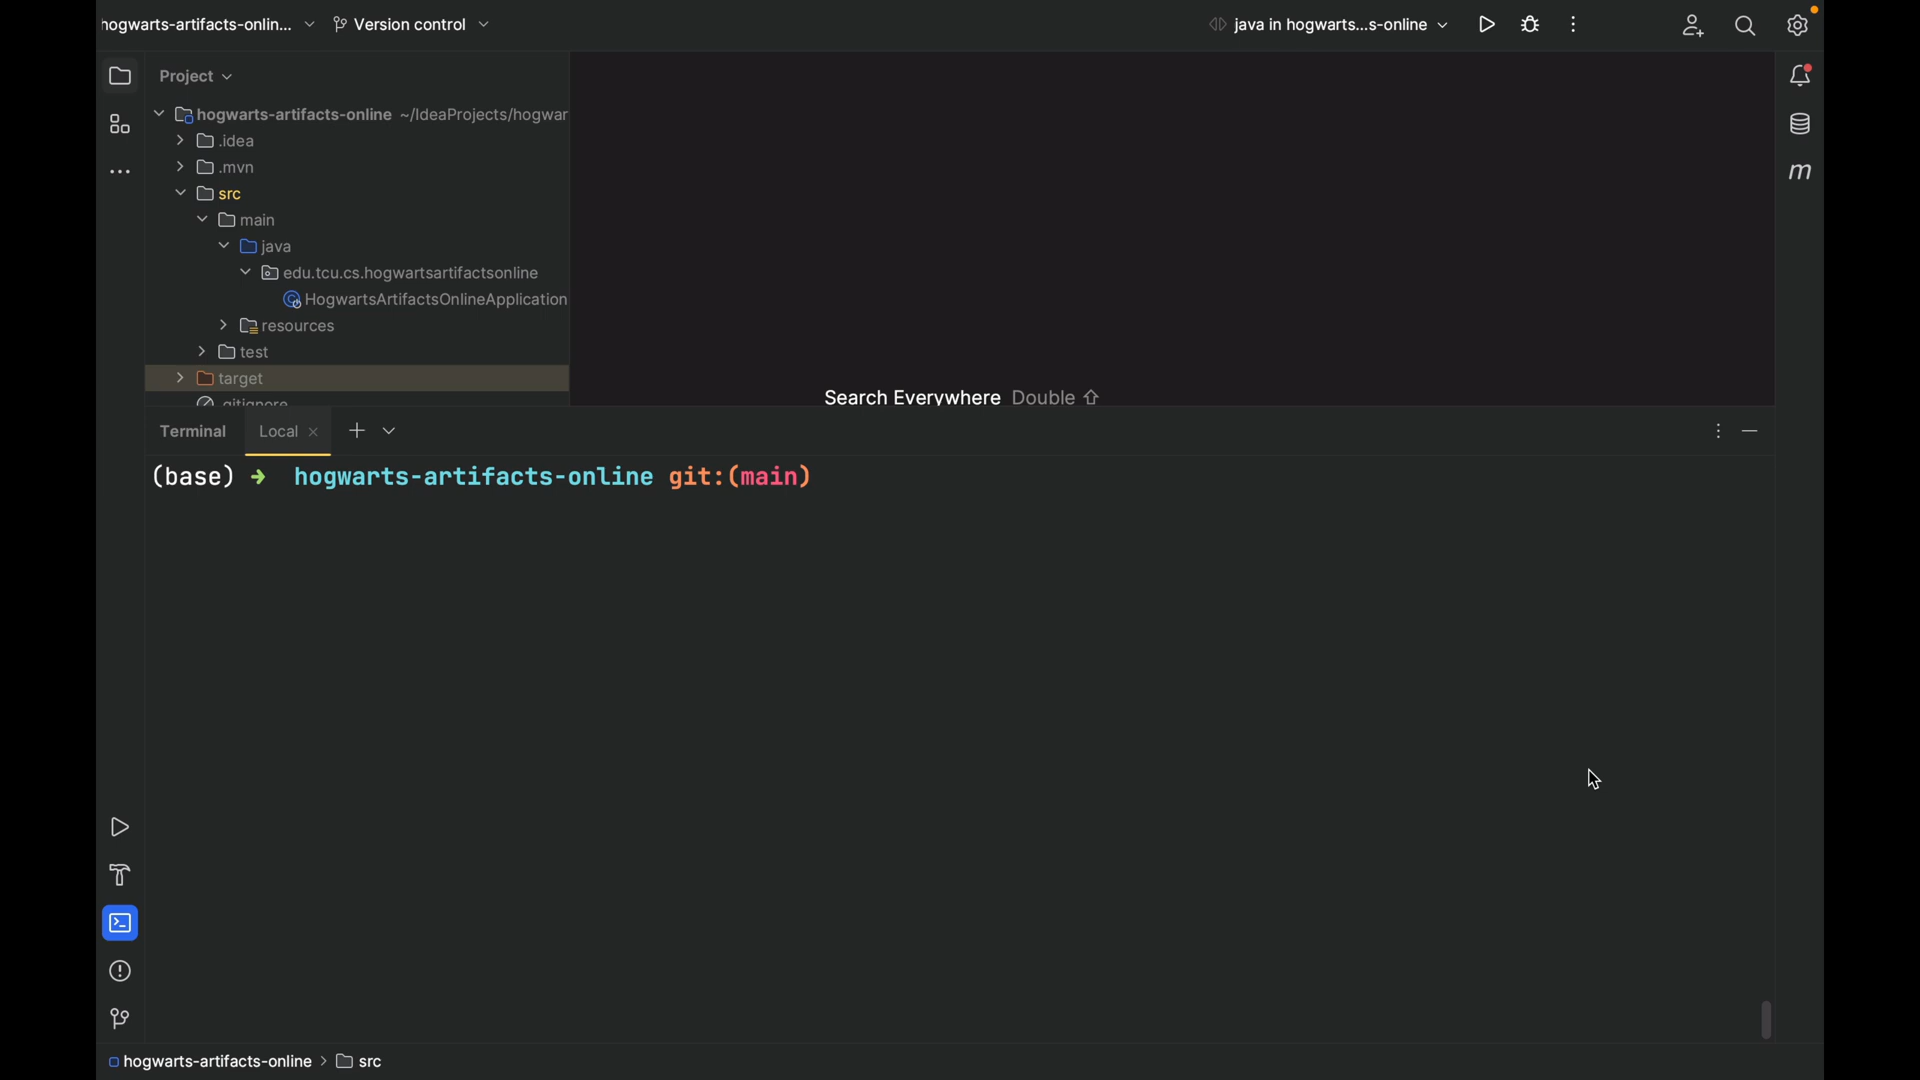 hogwarts-artifacts-onlin...
Version control
java in hogwarts...s-online
Project
hogwarts-artifacts-online ~/IdeaProjects/hogwar
.idea
.mvn
src
main
java
edu.tcu.cs.hogwartsartifactsonline
HogwartsArtifactsOnlineApplication
resources
test
target
.gitignore
Search Everywhere Double ⇧
Terminal
Local
(base) ➜ hogwarts-artifacts-online git:(main)
hogwarts-artifacts-online > src
m